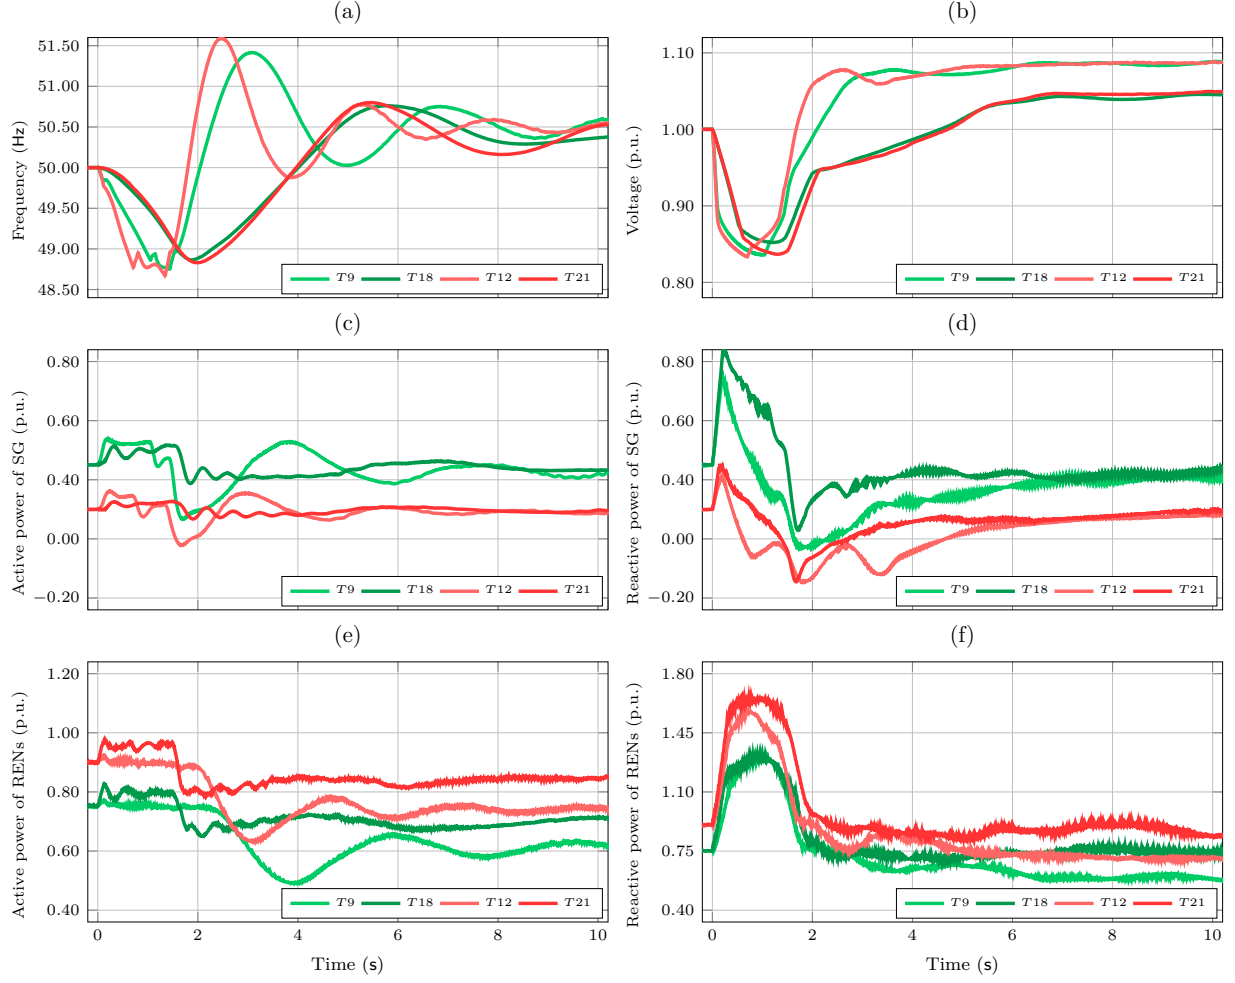 (a)
Frequency (Hz)
51.50
51.00
50.50
50.00
49.50
49.00
48.50
T9 T18 T12 T21
(b)
Voltage (p.u.)
1.10
1.00
0.90
0.80
T9 T18 T12 T21
(c)
Active power of SG (p.u.)
0.80
0.60
0.40
0.00
−0.20
T9 T18 T12 T21
(d)
Reactive power of SG (p.u.)
0.80
0.60
0.40
0.00
−0.20
T9 T18 T12 T21
(e)
Active power of RENs (p.u.)
1.20
1.00
0.80
0.60
0.40
T9 T18 T12 T21
0 2 4 6 8 10
Time (s)
(f)
Reactive power of RENs (p.u.)
1.80
1.45
1.10
0.75
0.40
T9 T18 T12 T21
0 2 4 6 8 10
Time (s)